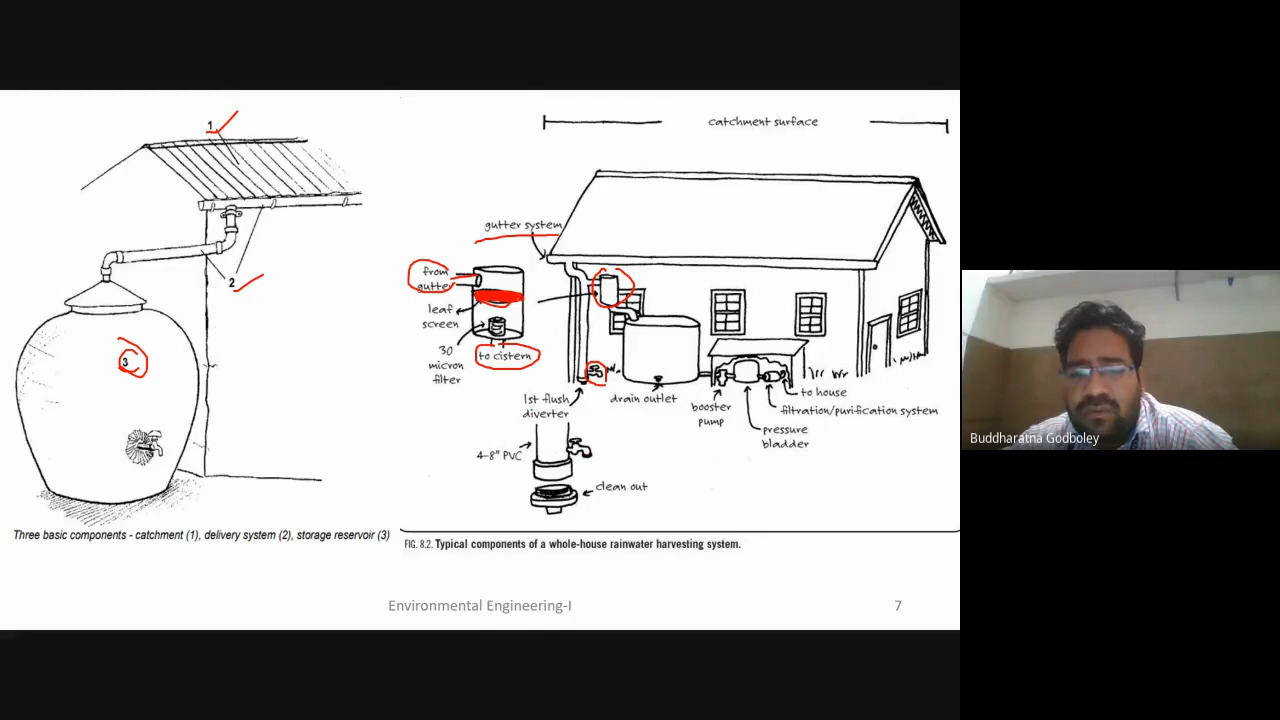 1
2
3
Three basic components - catchment (1), delivery system (2), storage reservoir (3)
catchment surface
gutter system
from
gutter
leaf
screen
30
micron
filter
to cistern
1st flush
diverter
4-8" PVC
clean out
drain outlet
booster
pump
pressure
bladder
to house
filtration/purification system
FIG. 8.2. Typical components of a whole-house rainwater harvesting system.
Environmental Engineering-I
7
Buddharatna Godboley